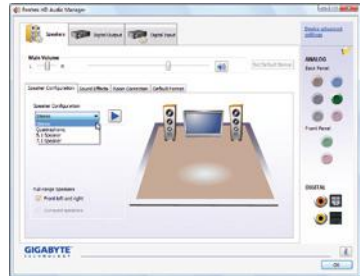 Realtek HD Audio Manager
Speakers
Digital Output
Digital Input
Device advanced settings
Main Volume
L
R
Set Default Device
ANALOG
Back Panel
Speaker Configuration
Sound Effects
Room Correction
Default Format
Speaker Configuration
Stereo
Stereo
Quadraphonic
5.1 Speaker
7.1 Speaker
Front Panel
Full-range Speakers
Front left and right
Surround speakers
DIGITAL
GIGABYTE
TECHNOLOGY
OK